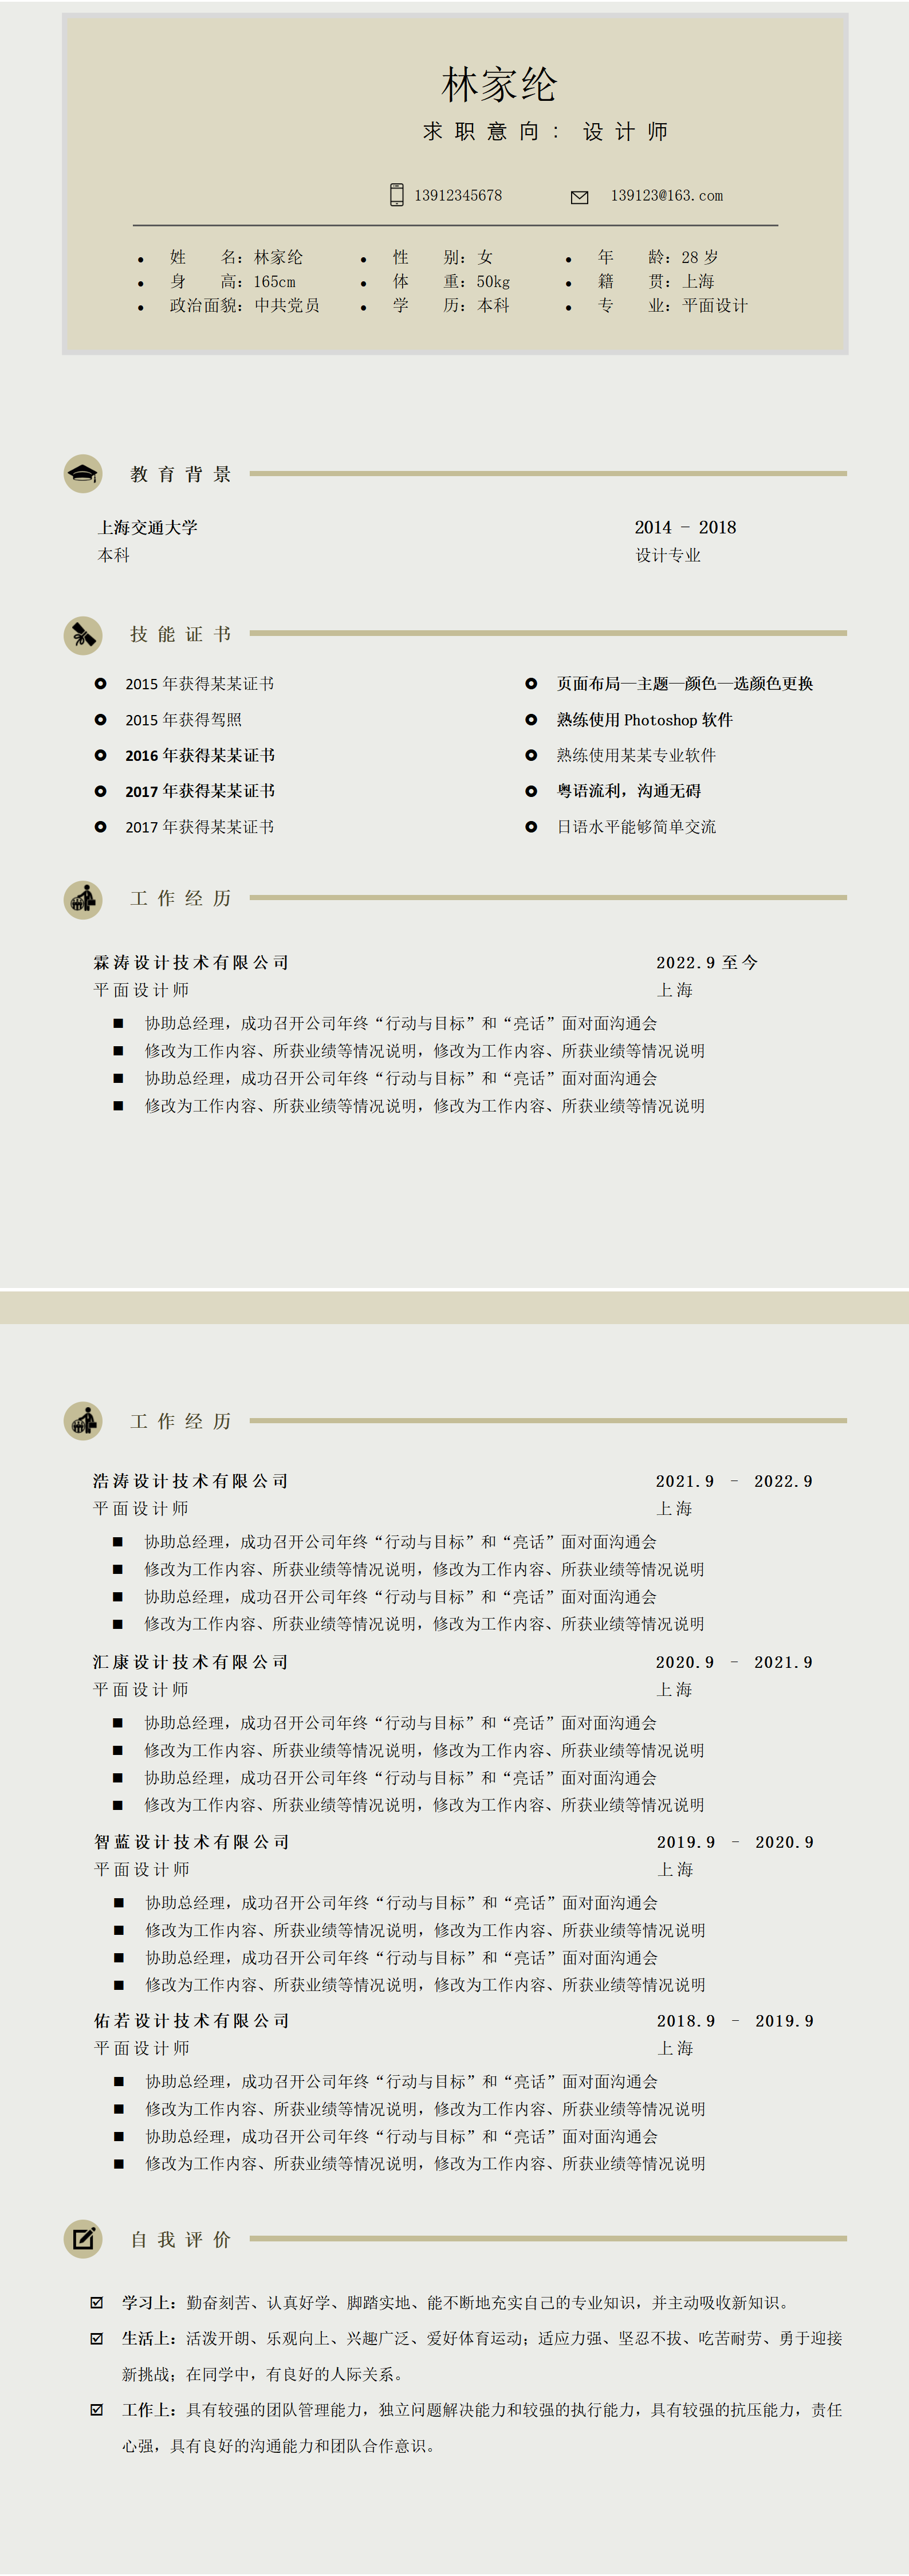 林家纶
求职意向：设计师
13912345678 139123@163.com
姓 名：林家纶 性 别：女 年 龄：28 岁
身 高：165cm 体 重：50kg 籍 贯：上海
政治面貌：中共党员 学 历：本科 专 业：平面设计
教育背景
上海交通大学 2014 - 2018
本科 设计专业
技能证书
2015 年获得某某证书 页面布局—主题—颜色—选颜色更换
2015 年获得驾照 熟练使用 Photoshop 软件
2016 年获得某某证书 熟练使用某某专业软件
2017 年获得某某证书 粤语流利，沟通无碍
2017 年获得某某证书 日语水平能够简单交流
工作经历
霖涛设计技术有限公司 2022.9 至今
平面设计师 上海
协助总经理，成功召开公司年终“行动与目标”和“亮话”面对面沟通会
修改为工作内容、所获业绩等情况说明，修改为工作内容、所获业绩等情况说明
协助总经理，成功召开公司年终“行动与目标”和“亮话”面对面沟通会
修改为工作内容、所获业绩等情况说明，修改为工作内容、所获业绩等情况说明
工作经历
浩涛设计技术有限公司 2021.9 - 2022.9
平面设计师 上海
协助总经理，成功召开公司年终“行动与目标”和“亮话”面对面沟通会
修改为工作内容、所获业绩等情况说明，修改为工作内容、所获业绩等情况说明
协助总经理，成功召开公司年终“行动与目标”和“亮话”面对面沟通会
修改为工作内容、所获业绩等情况说明，修改为工作内容、所获业绩等情况说明
汇康设计技术有限公司 2020.9 - 2021.9
平面设计师 上海
协助总经理，成功召开公司年终“行动与目标”和“亮话”面对面沟通会
修改为工作内容、所获业绩等情况说明，修改为工作内容、所获业绩等情况说明
协助总经理，成功召开公司年终“行动与目标”和“亮话”面对面沟通会
修改为工作内容、所获业绩等情况说明，修改为工作内容、所获业绩等情况说明
智蓝设计技术有限公司 2019.9 - 2020.9
平面设计师 上海
协助总经理，成功召开公司年终“行动与目标”和“亮话”面对面沟通会
修改为工作内容、所获业绩等情况说明，修改为工作内容、所获业绩等情况说明
协助总经理，成功召开公司年终“行动与目标”和“亮话”面对面沟通会
修改为工作内容、所获业绩等情况说明，修改为工作内容、所获业绩等情况说明
佑若设计技术有限公司 2018.9 - 2019.9
平面设计师 上海
协助总经理，成功召开公司年终“行动与目标”和“亮话”面对面沟通会
修改为工作内容、所获业绩等情况说明，修改为工作内容、所获业绩等情况说明
协助总经理，成功召开公司年终“行动与目标”和“亮话”面对面沟通会
修改为工作内容、所获业绩等情况说明，修改为工作内容、所获业绩等情况说明
自我评价
学习上：勤奋刻苦、认真好学、脚踏实地、能不断地充实自己的专业知识，并主动吸收新知识。
生活上：活泼开朗、乐观向上、兴趣广泛、爱好体育运动；适应力强、坚忍不拔、吃苦耐劳、勇于迎接
新挑战；在同学中，有良好的人际关系。
工作上：具有较强的团队管理能力，独立问题解决能力和较强的执行能力，具有较强的抗压能力，责任
心强，具有良好的沟通能力和团队合作意识。